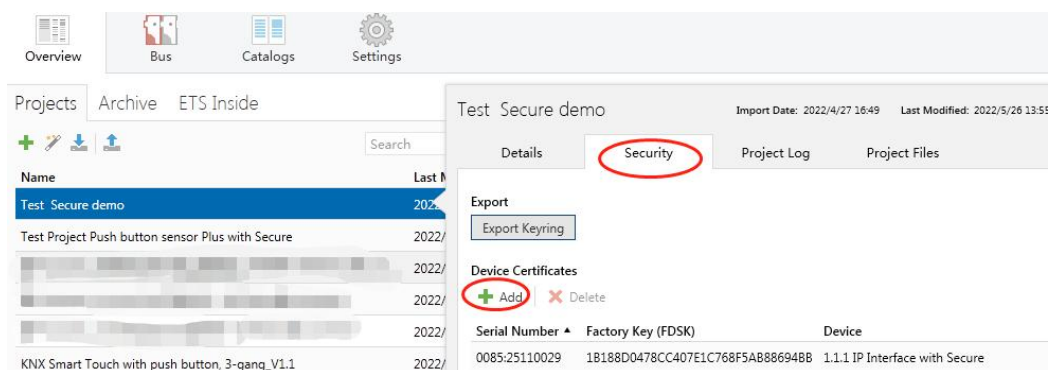 Overview Bus Catalogs Settings
Projects Archive ETS Inside
Search
Name Last M
Test Secure demo 202
Test Project Push button sensor Plus with Secure 2022/
2022/
2022/
2022/
KNX Smart Touch with push button, 3-gang_V1.1 2022/
Test Secure demo Import Date: 2022/4/27 16:49 Last Modified: 2022/5/26 13:55
Details Security Project Log Project Files
Export
Export Keyring
Device Certificates
Add Delete
Serial Number Factory Key (FDSK) Device
0085:25110029 1B188D0478CC407E1C768F5AB88694BB 1.1.1 IP Interface with Secure